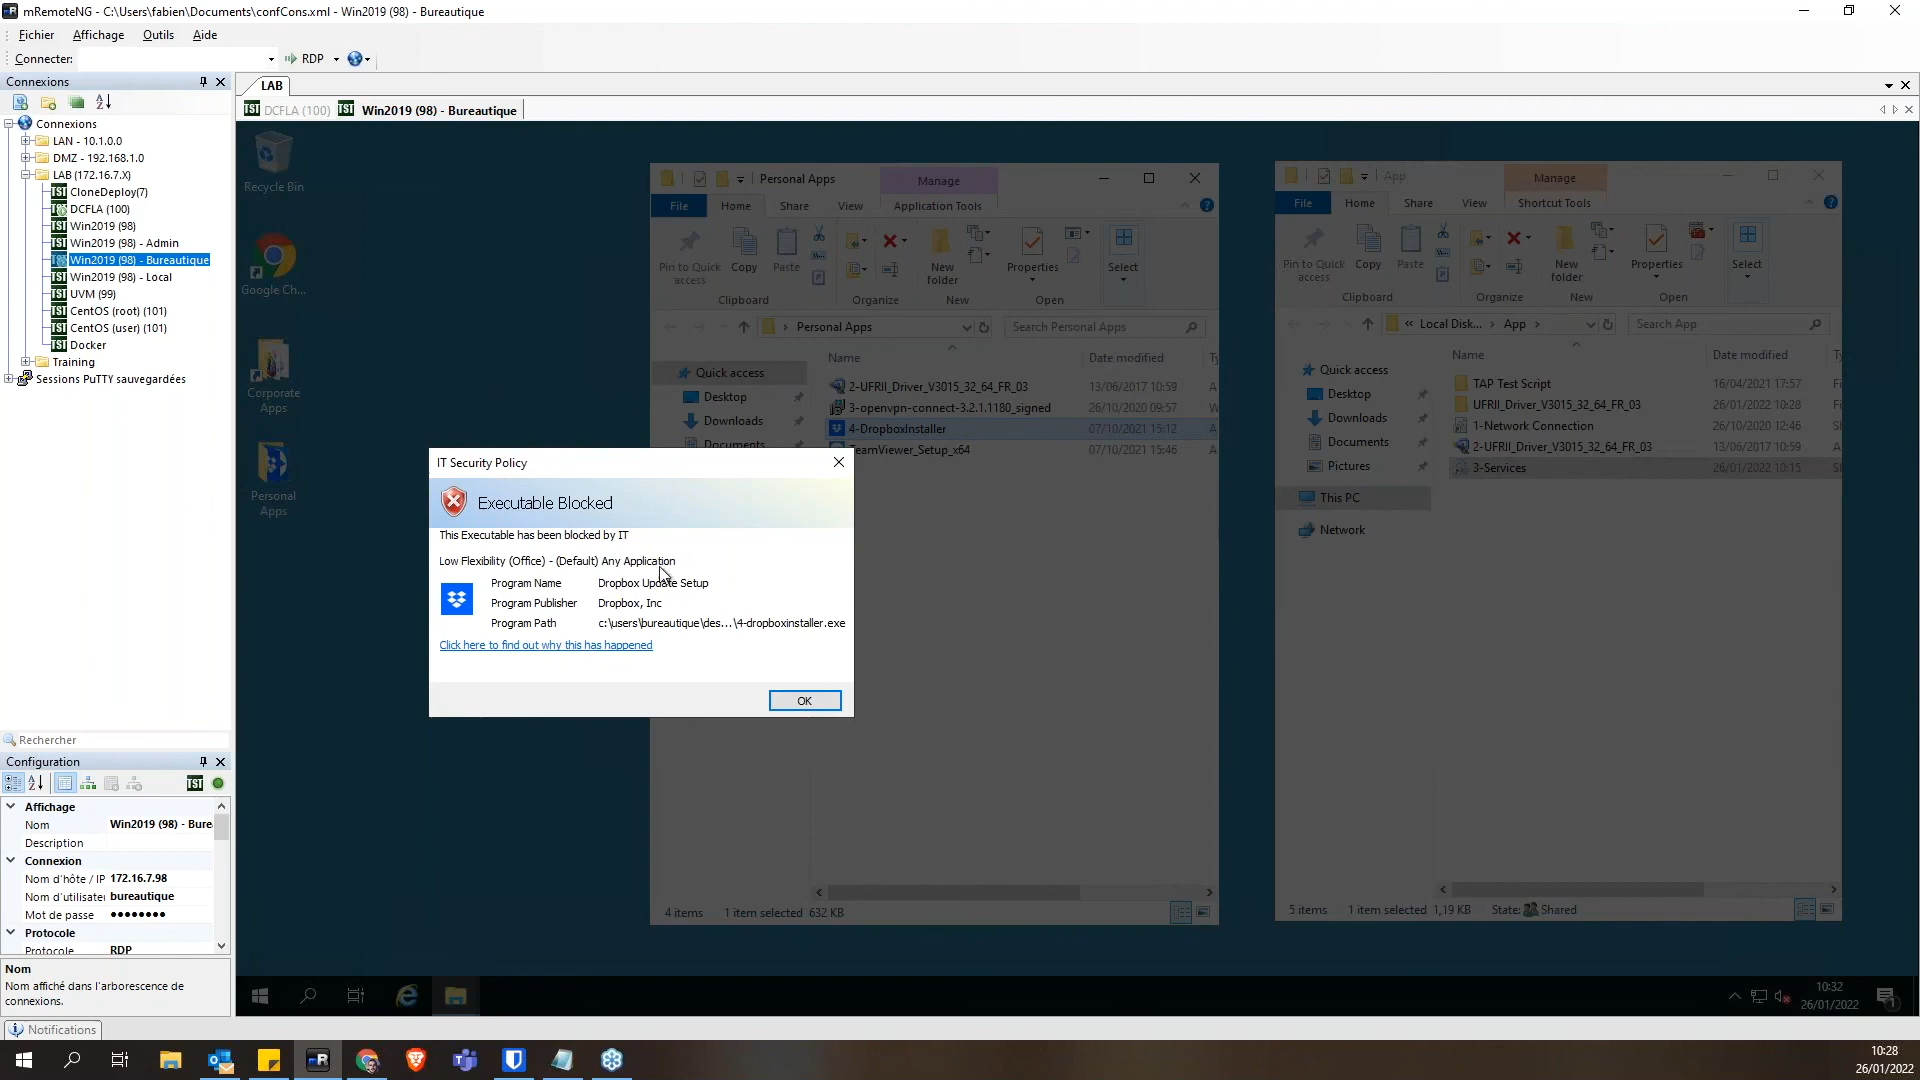 mRemoteNG - C:\Users\fabien\Documents\confCons.xml - Win2019 (98) - Bureautique
Fichier Affichage Outils Aide
Connecter: RDP
Connexions
LAB
DCFLA (100) Win2019 (98) - Bureautique
Connexions
LAN - 10.1.0.0
DMZ - 192.168.1.0
LAB (172.16.7.X)
CloneDeploy(7)
DCFLA (100)
Win2019 (98)
Win2019 (98) - Admin
Win2019 (98) - Bureautique
Win2019 (98) - Local
UVM (99)
CentOS (root) (101)
CentOS (user) (101)
Docker
Training
Sessions PuTTY sauvegardées
Rechercher
Configuration
Affichage
Nom Win2019 (98) - Bure
Description
Connexion
Nom d'hôte / IP 172.16.7.98
Nom d'utilisater bureautique
Mot de passe ●●●●●●●●
Protocole
Protocole RDP
Nom
Nom affiché dans l'arborescence de
connexions.
Notifications
Recycle Bin
Google Ch...
Corporate
Apps
Personal
Apps
Personal Apps Manage
File Home Share View Application Tools
Pin to Quick
access
Copy Paste
New
folder
Properties Select
Clipboard Organize New Open
Personal Apps Search Personal Apps
Name Date modified Ty
Quick access
Desktop
Downloads
Documents
2-UFRII_Driver_V3015_32_64_FR_03 13/06/2017 10:59 A
3-openvpn-connect-3.2.1.1180_signed 26/10/2020 09:57 W
4-DropboxInstaller 07/10/2021 15:12 A
TeamViewer_Setup_x64 07/10/2021 15:46 A
4 items 1 item selected 632 KB
App Manage
File Home Share View Shortcut Tools
Pin to Quick
access
Copy Paste
New
folder
Properties Select
Clipboard Organize New Open
« Local Disk... App Search App
Name Date modified Ty
Quick access
Desktop
Downloads
Documents
Pictures
This PC
Network
TAP Test Script 16/04/2021 17:57 Fi
UFRII_Driver_V3015_32_64_FR_03 26/01/2022 10:28 Fi
1-Network Connection 26/10/2020 12:46 SI
2-UFRII_Driver_V3015_32_64_FR_03 13/06/2017 10:59 A
3-Services 26/01/2022 10:15 SI
5 items 1 item selected 1,19 KB State: Shared
IT Security Policy
Executable Blocked
This Executable has been blocked by IT
Low Flexibility (Office) - (Default) Any Application
Program Name Dropbox Update Setup
Program Publisher Dropbox, Inc
Program Path c:\users\bureautique\des...\4-dropboxinstaller.exe
Click here to find out why this has happened
OK
10:32
26/01/2022
1
10:28
26/01/2022